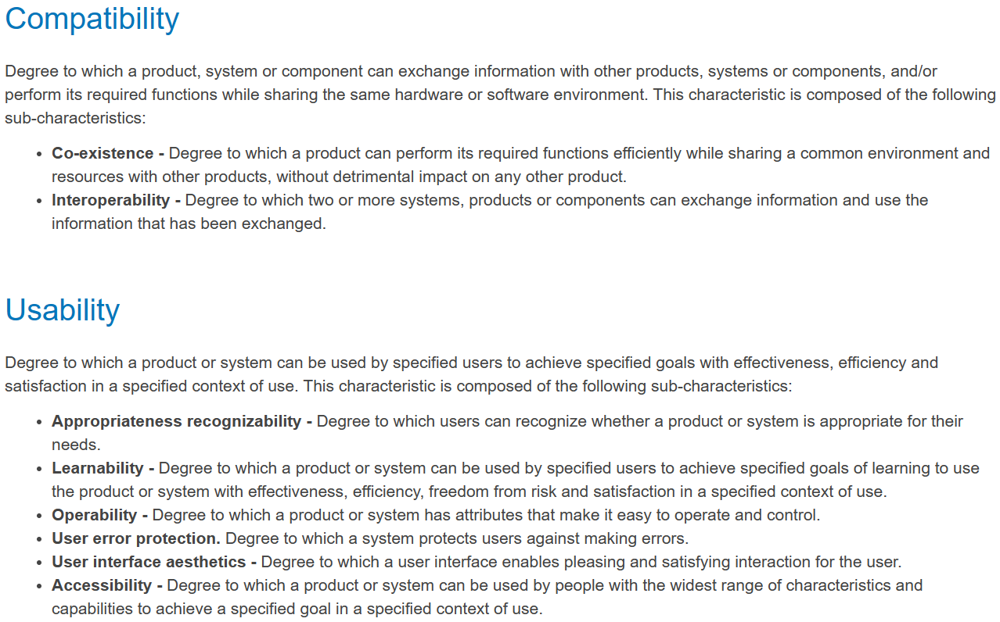 Compatibility
Degree to which a product, system or component can exchange information with other products, systems or components, and/or
perform its required functions while sharing the same hardware or software environment. This characteristic is composed of the following
sub-characteristics:
• Co-existence - Degree to which a product can perform its required functions efficiently while sharing a common environment and
resources with other products, without detrimental impact on any other product.
• Interoperability - Degree to which two or more systems, products or components can exchange information and use the
information that has been exchanged.
Usability
Degree to which a product or system can be used by specified users to achieve specified goals with effectiveness, efficiency and
satisfaction in a specified context of use. This characteristic is composed of the following sub-characteristics:
• Appropriateness recognizability - Degree to which users can recognize whether a product or system is appropriate for their
needs.
• Learnability - Degree to which a product or system can be used by specified users to achieve specified goals of learning to use
the product or system with effectiveness, efficiency, freedom from risk and satisfaction in a specified context of use.
• Operability - Degree to which a product or system has attributes that make it easy to operate and control.
• User error protection. Degree to which a system protects users against making errors.
• User interface aesthetics - Degree to which a user interface enables pleasing and satisfying interaction for the user.
• Accessibility - Degree to which a product or system can be used by people with the widest range of characteristics and
capabilities to achieve a specified goal in a specified context of use.